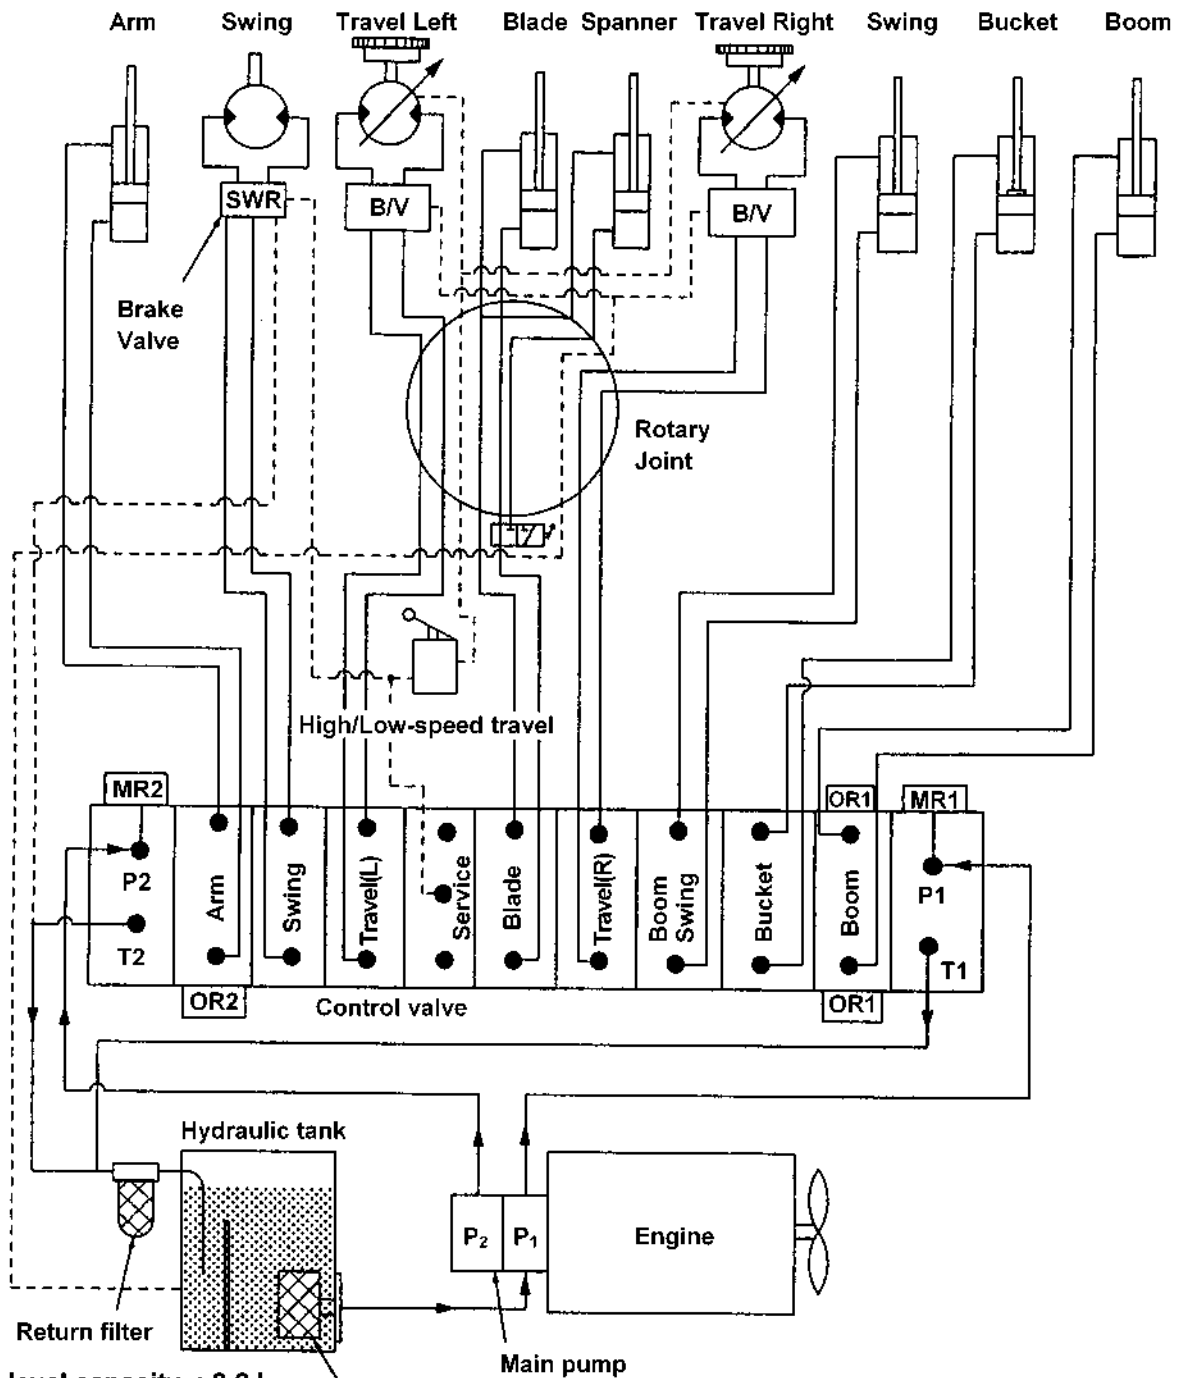 Arm Swing Travel Left Blade Spanner Travel Right Swing Bucket Boom
SWR
B/V
B/V
Brake
Valve
Rotary
Joint
High/Low-speed travel
MR2
OR1
MR1
P2
T2
Arm
Swing
Travel(L)
Service
Blade
Travel(R)
Boom
Swing
Bucket
Boom
P1
T1
OR2
Control valve
OR1
Hydraulic tank
P2
P1
Engine
Return filter
Main pump
level capacity